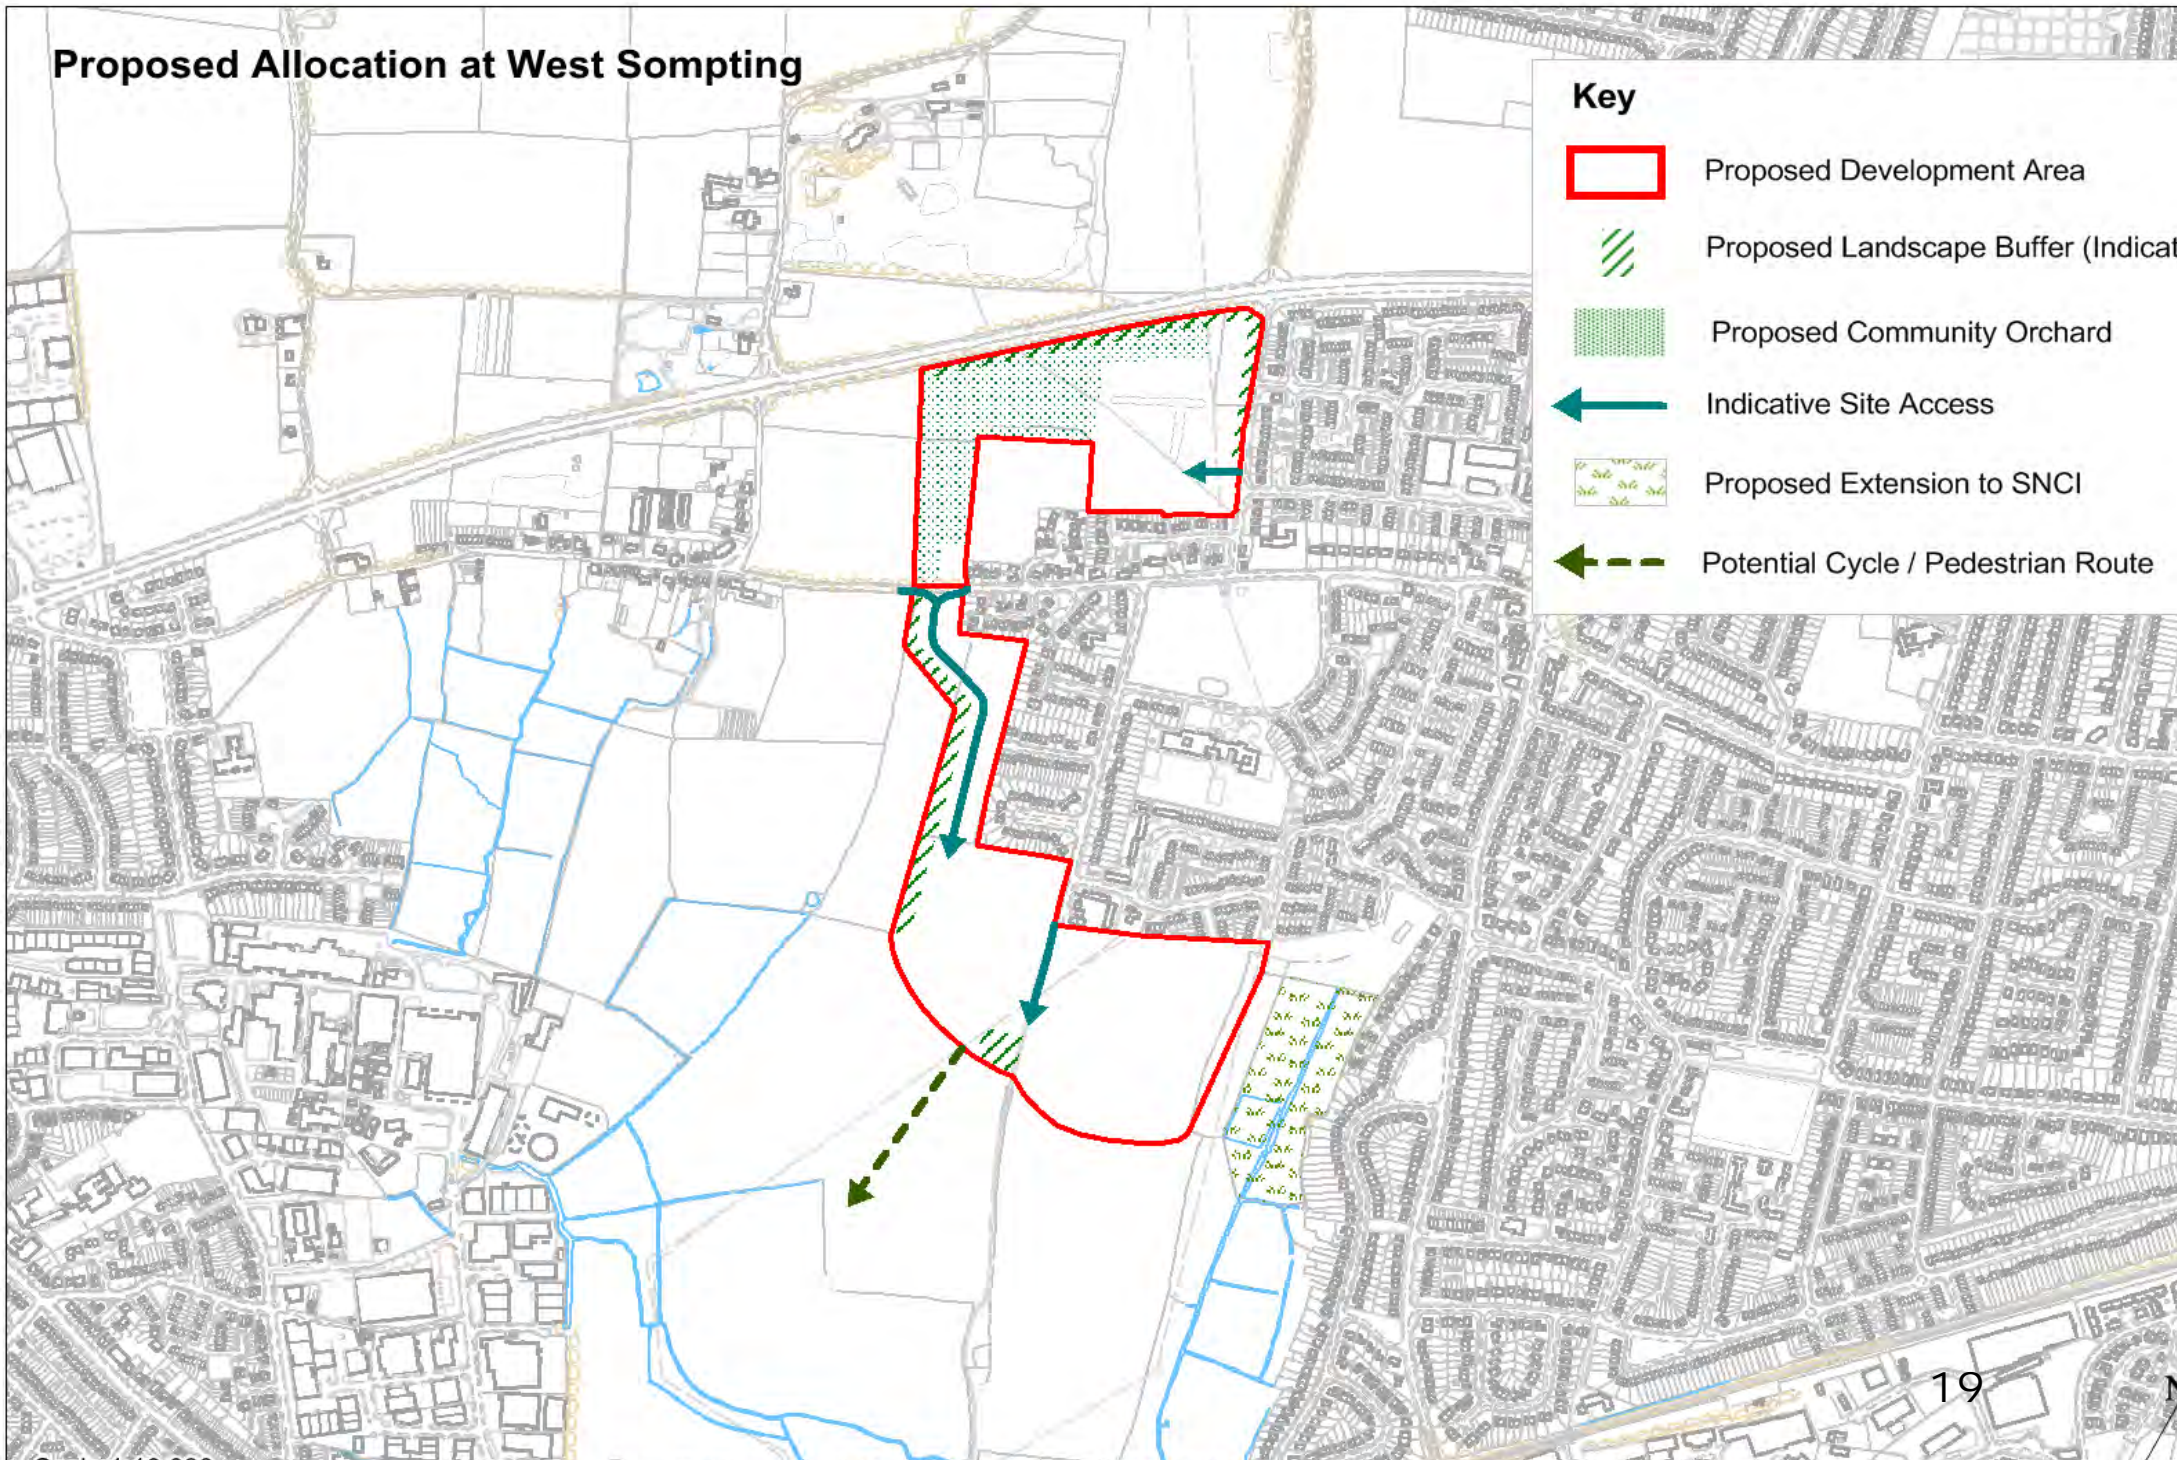 Proposed Allocation at West Sompting
Key
Proposed Development Area
Proposed Landscape Buffer (Indicat
Proposed Community Orchard
Indicative Site Access
Proposed Extension to SNCI
Potential Cycle / Pedestrian Route
19
N